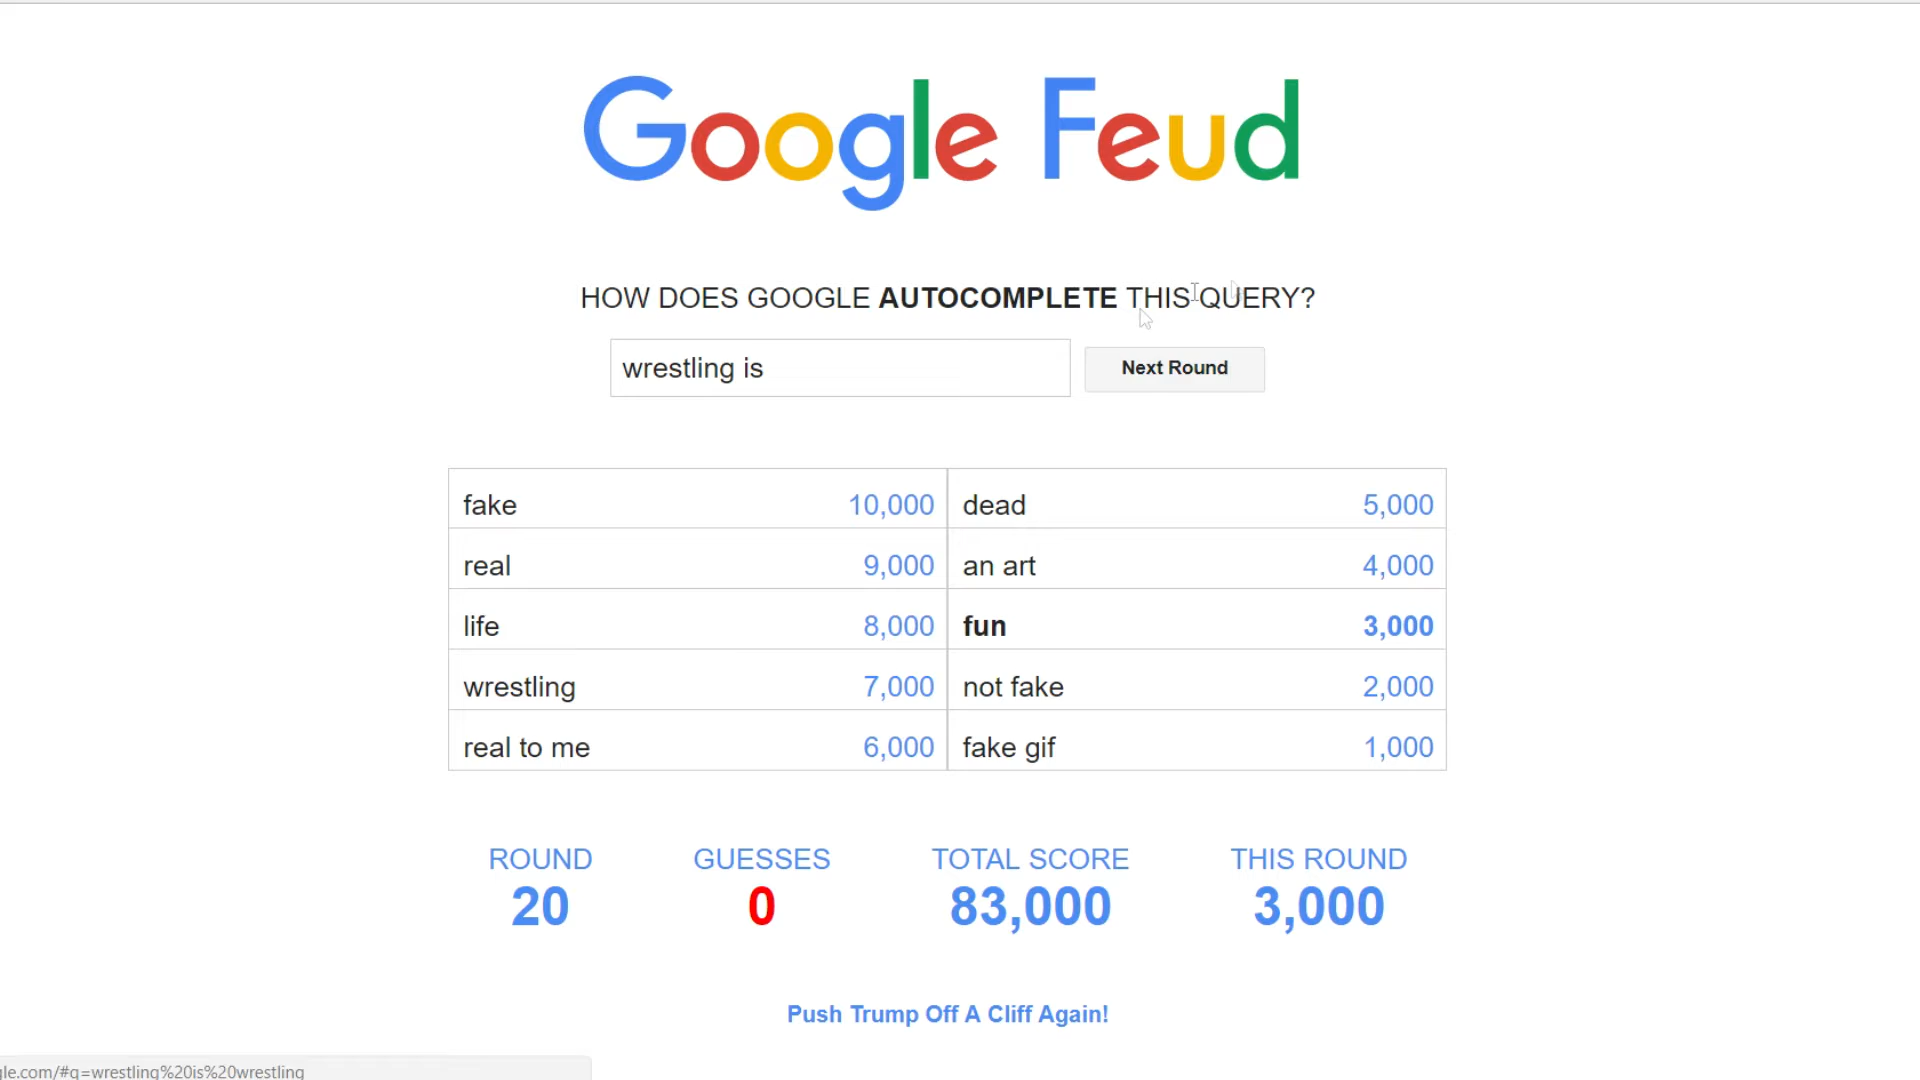 Google Feud
HOW DOES GOOGLE AUTOCOMPLETE THIS QUERY?
wrestling is
Next Round
fake 10,000 dead 5,000
real 9,000 an art 4,000
life 8,000 fun 3,000
wrestling 7,000 not fake 2,000
real to me 6,000 fake gif 1,000
ROUND GUESSES TOTAL SCORE THIS ROUND
20 0 83,000 3,000
Push Trump Off A Cliff Again!
gle.com/#q=wrestling%20is%20wrestling